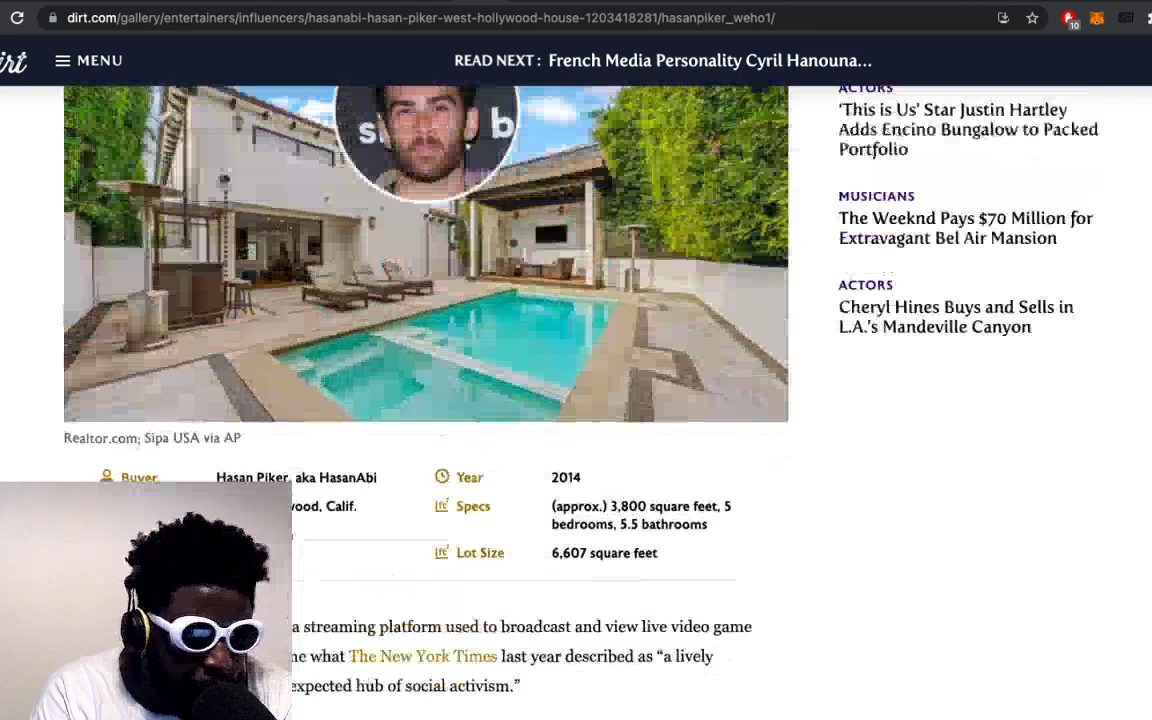 dirt.com/gallery/entertainers/influencers/hasanabi-hasan-piker-west-hollywood-house-1203418281/hasanpiker_weho1/
10
irt
MENU
READ NEXT : French Media Personality Cyril Hanouna...
s
b
Realtor.com; Sipa USA via AP
Buyer
Hasan Piker, aka HasanAbi
Year
2014
ood, Calif.
Specs
(approx.) 3,800 square feet, 5
bedrooms, 5.5 bathrooms
Lot Size
6,607 square feet
a streaming platform used to broadcast and view live video game
ne what The New York Times last year described as “a lively
expected hub of social activism.”
ACTORS
‘This is Us’ Star Justin Hartley
Adds Encino Bungalow to Packed
Portfolio
MUSICIANS
The Weeknd Pays $70 Million for
Extravagant Bel Air Mansion
ACTORS
Cheryl Hines Buys and Sells in
L.A.’s Mandeville Canyon